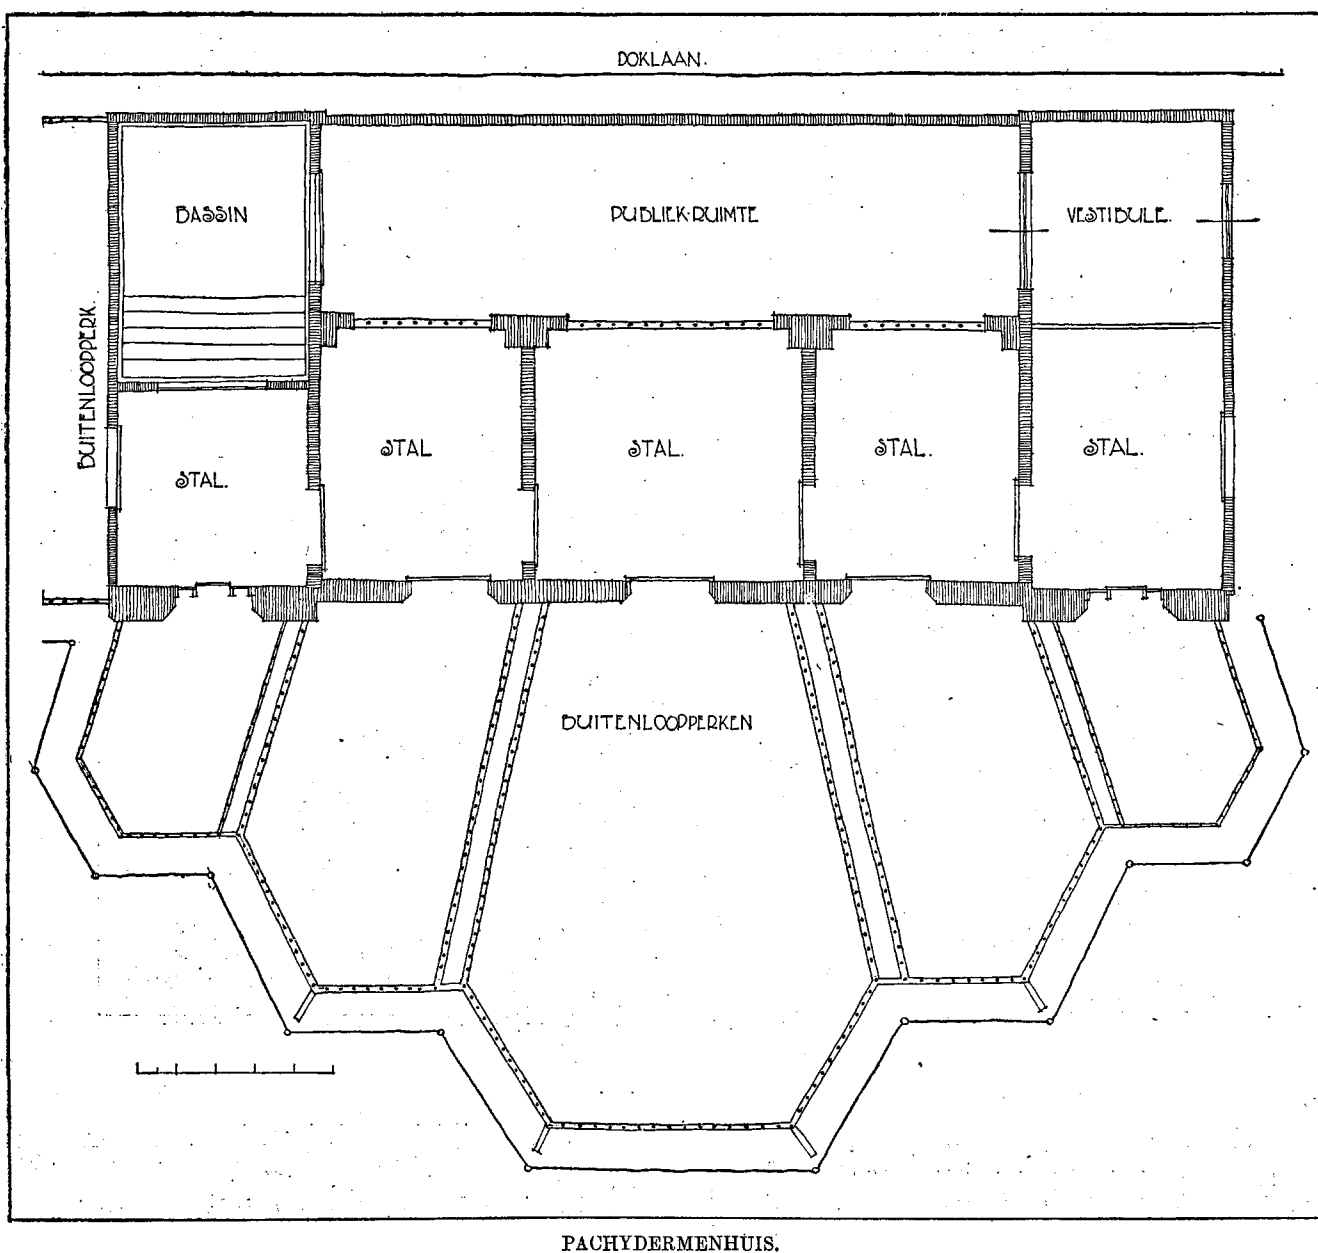 DOKLAAN.
BASSIN
PUBLIEK-RUIMTE
VESTIBULE.
BUITENLOOPPERK.
STAL.
STAL
STAL.
STAL.
STAL.
BUITENLOOPPERKEN
PACHYDERMENHUIS.